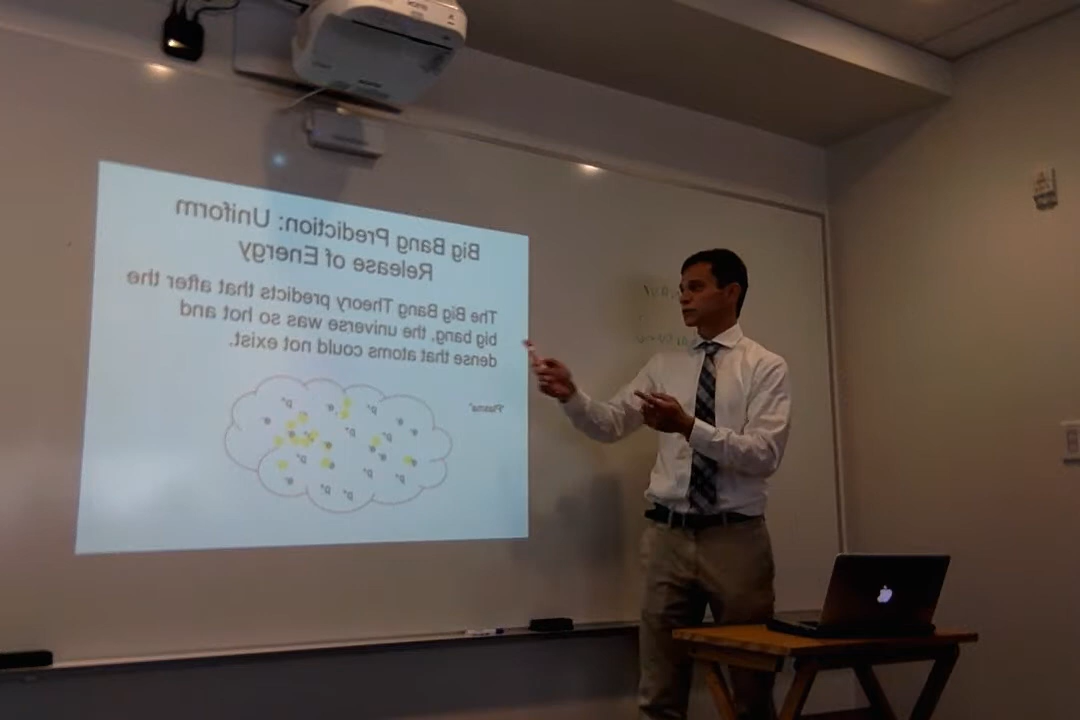 Big Bang Prediction: Uniform
Release of Energy
The Big Bang Theory predicts that after the
big bang, the universe was so hot and
dense that atoms could not exist.
"Plasma"